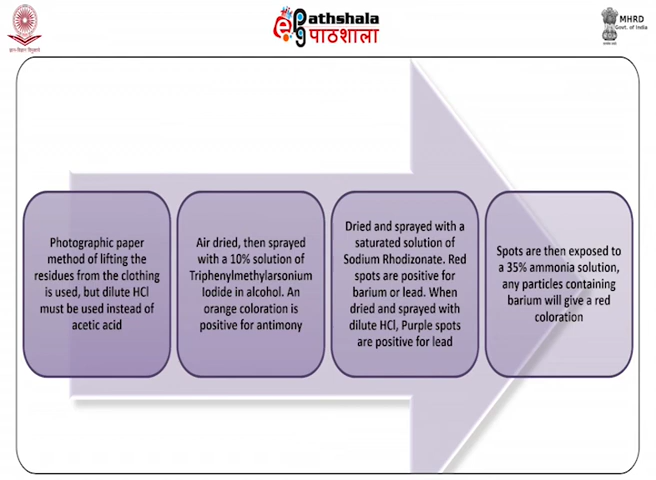 ज्ञान-विज्ञान विमुक्तये
ePg
athshala
पाठशाला
MHRD
Govt. of India
Photographic paper
method of lifting the
residues from the clothing
is used, but dilute HCl
must be used instead of
acetic acid
Air dried, then sprayed
with a 10% solution of
Triphenylmethylarsonium
Iodide in alcohol. An
orange coloration is
positive for antimony
Dried and sprayed with a
saturated solution of
Sodium Rhodizonate. Red
spots are positive for
barium or lead. When
dried and sprayed with
dilute HCl, Purple spots
are positive for lead
Spots are then exposed to
a 35% ammonia solution,
any particles containing
barium will give a red
coloration